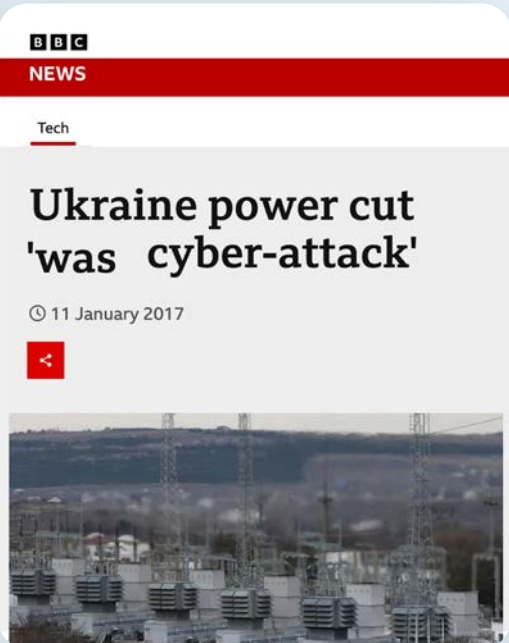 BBC
NEWS
Tech
Ukraine power cut
'was cyber-attack'
11 January 2017